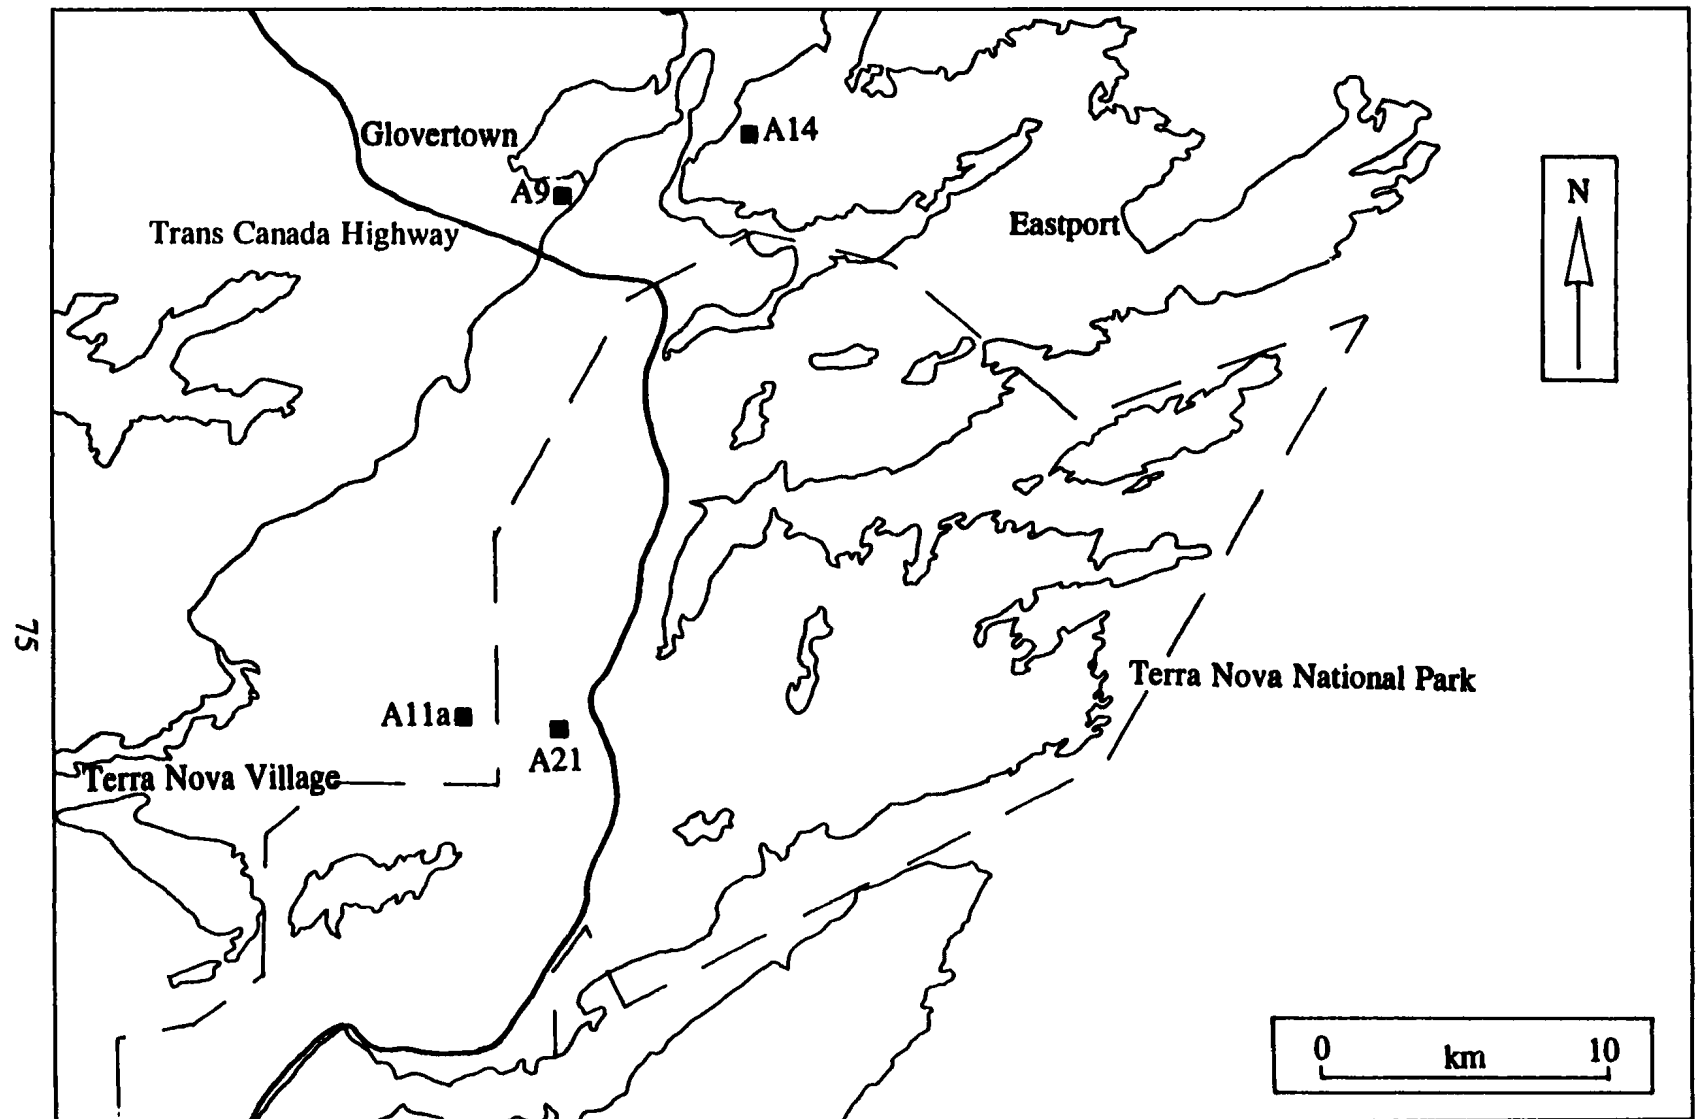 Glovertown
A14
A9
N
Eastport
Trans Canada Highway
75
Terra Nova National Park
A11a
A21
Terra Nova Village
0 km 10